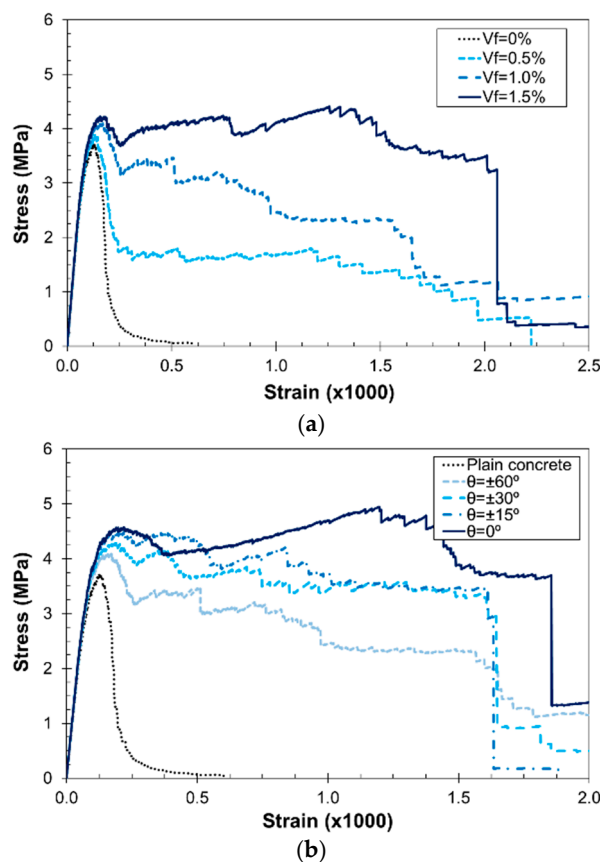 6
5
4
3
2
1
0
Stress (MPa)
Vf=0%
Vf=0.5%
Vf=1.0%
Vf=1.5%
0.0 0.5 1.0 1.5 2.0 2.5
Strain (x1000)
(a)
6
5
4
3
2
1
0
Stress (MPa)
Plain concrete
θ=±60º
θ=±30º
θ=±15º
θ=0º
0.0 0.5 1.0 1.5 2.0
Strain (x1000)
(b)